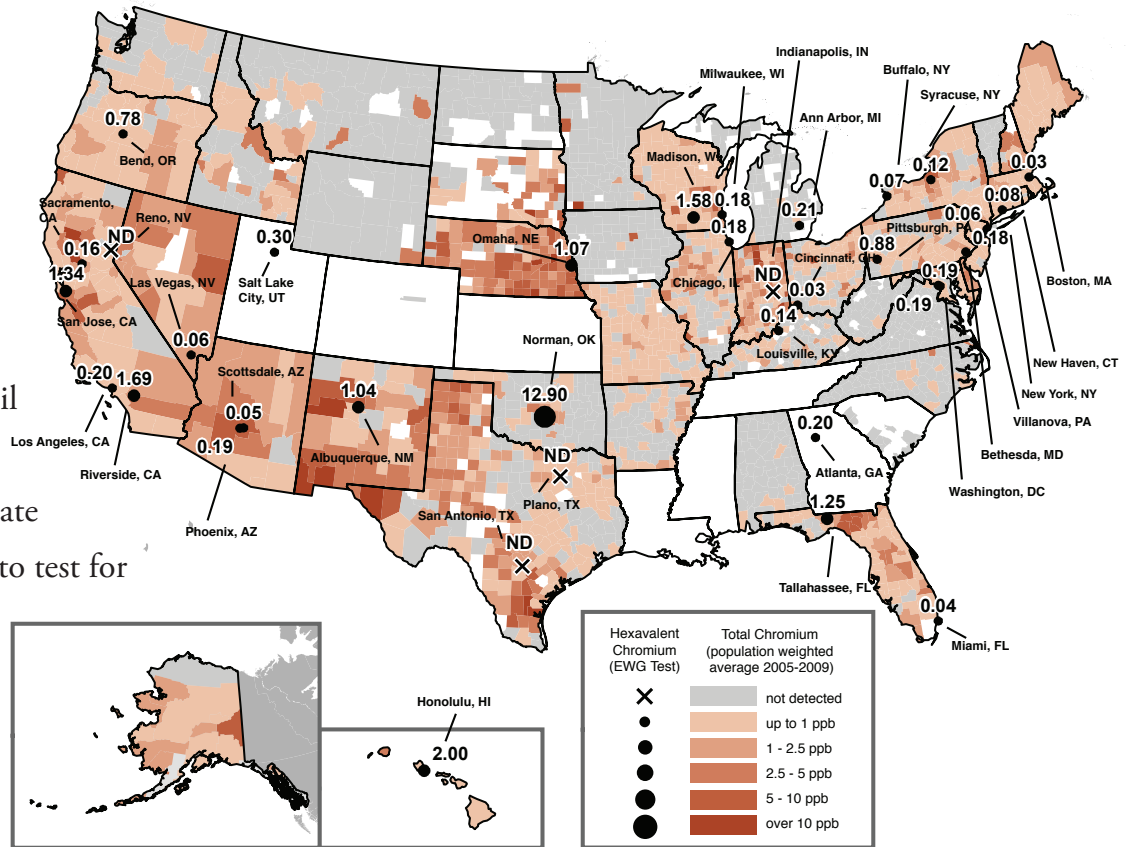 Indianapolis, IN
Milwaukee, WI
Buffalo, NY
Syracuse, NY
Ann Arbor, MI
0.78
Bend, OR
Madison, W
0.12
0.03
0.07
0.08
1.58
0.18
0.21
0.06
Sacramento,
CA
Reno, NV
ND
0.16
0.30
Omaha, NE
1.07
0.18
Pittsburgh, PA
0.18
0.88
Cincinnati, OH
1.34
Las Vegas, NV
Salt Lake
City, UT
Chicago, IL
ND
0.03
0.19
0.19
Boston, MA
San Jose, CA
0.14
Norman, OK
Louisville, KY
0.06
New Haven, CT
0.20
1.69
Scottsdale, AZ
1.04
12.90
New York, NY
il
0.05
0.19
0.20
Villanova, PA
Los Angeles, CA
Albuquerque, NM
ND
Bethesda, MD
Riverside, CA
Atlanta, GA
Washington, DC
ate
Plano, TX
1.25
San Antonio, TX
Phoenix, AZ
ND
to test for
Tallahassee, FL
0.04
Miami, FL
Hexavalent
Chromium
(EWG Test)
Total Chromium
(population weighted
average 2005-2009)
not detected
up to 1 ppb
1 - 2.5 ppb
2.5 - 5 ppb
5 - 10 ppb
over 10 ppb
Honolulu, HI
2.00